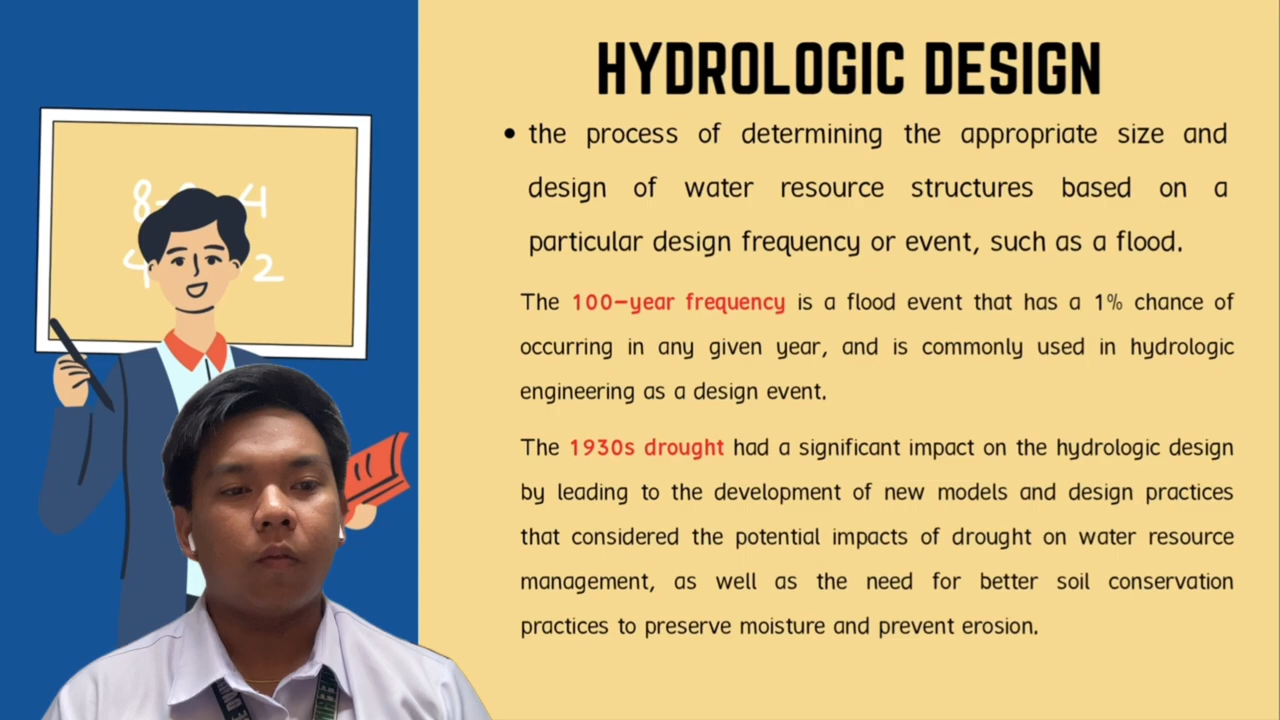 HYDROLOGIC DESIGN
• the process of determining the appropriate size and
design of water resource structures based on a
particular design frequency or event, such as a flood.
The 100-year frequency is a flood event that has a 1% chance of
occurring in any given year, and is commonly used in hydrologic
engineering as a design event.
The 1930s drought had a significant impact on the hydrologic design
by leading to the development of new models and design practices
that considered the potential impacts of drought on water resource
management, as well as the need for better soil conservation
practices to preserve moisture and prevent erosion.
8- 4
4 2